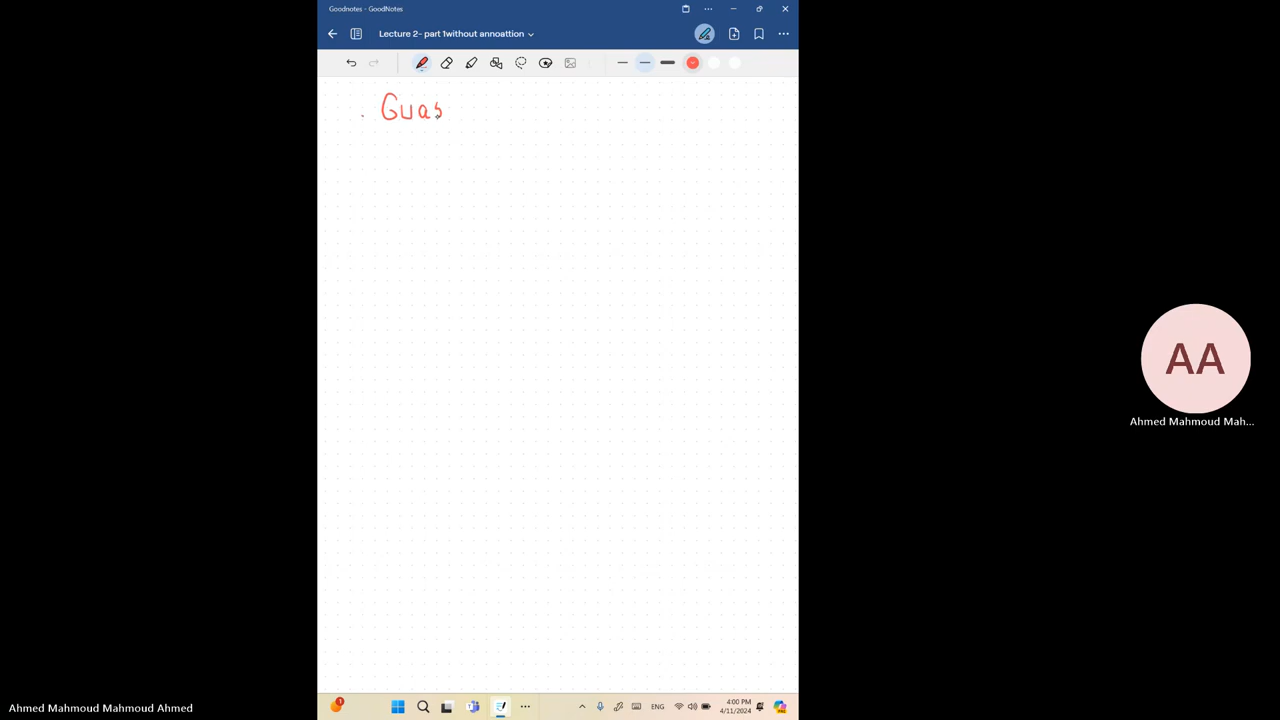 Goodnotes - GoodNotes
Lecture 2- part 1without annoattion
Guas
AA
Ahmed Mahmoud Mah...
1
ENG
4:00 PM
4/11/2024
Ahmed Mahmoud Mahmoud Ahmed